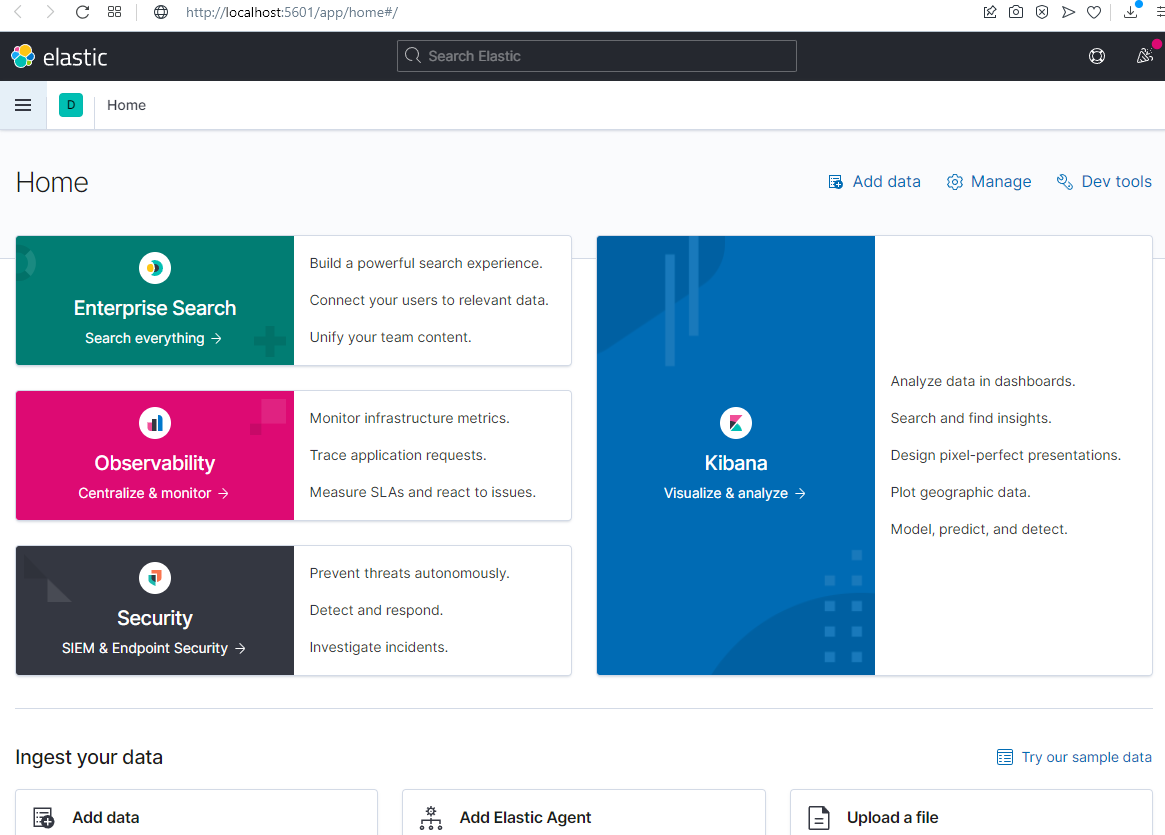 http://localhost:5601/app/home#/
elastic
Search Elastic
D
Home
Home
Add data
Manage
Dev tools
Enterprise Search
Search everything →
Build a powerful search experience.
Connect your users to relevant data.
Unify your team content.
Observability
Centralize & monitor →
Monitor infrastructure metrics.
Trace application requests.
Measure SLAs and react to issues.
Security
SIEM & Endpoint Security →
Prevent threats autonomously.
Detect and respond.
Investigate incidents.
Kibana
Visualize & analyze →
Analyze data in dashboards.
Search and find insights.
Design pixel-perfect presentations.
Plot geographic data.
Model, predict, and detect.
Ingest your data
Try our sample data
Add data
Add Elastic Agent
Upload a file